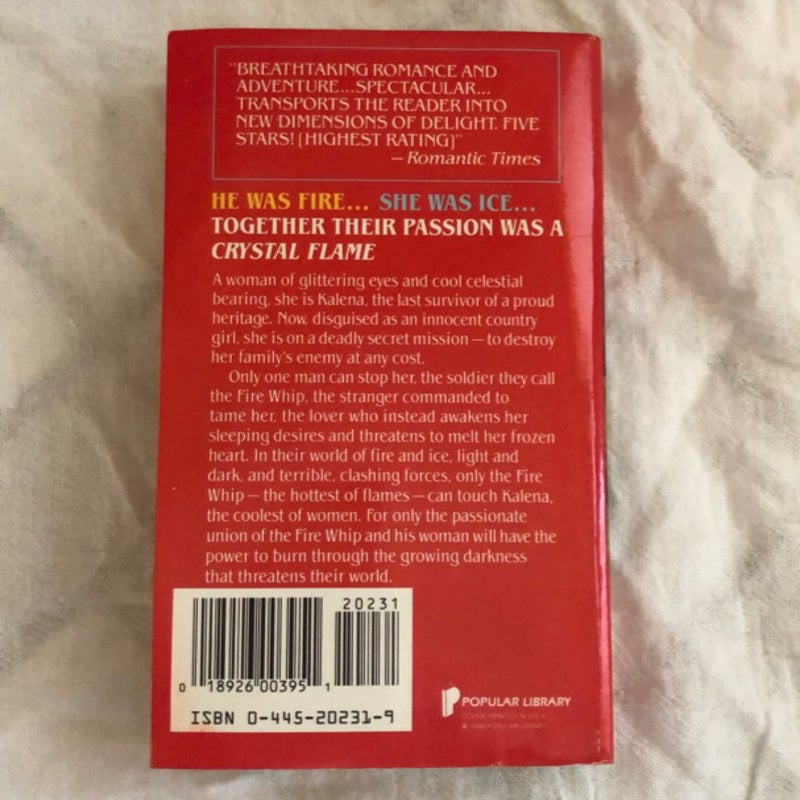 "BREATHTAKING ROMANCE AND
ADVENTURE...SPECTACULAR...
TRANSPORTS THE READER INTO
NEW DIMENSIONS OF DELIGHT. FIVE
STARS! (HIGHEST RATING)"
—Romantic Times
HE WAS FIRE... SHE WAS ICE...
TOGETHER THEIR PASSION WAS A
CRYSTAL FLAME
A woman of glittering eyes and cool celestial
bearing, she is Kalena, the last survivor of a proud
heritage. Now, disguised as an innocent country
girl, she is on a deadly secret mission—to destroy
her family's enemy at any cost.
Only one man can stop her, the soldier they call
the Fire Whip, the stranger commanded to
tame her, the lover who instead awakens her
sleeping desires and threatens to melt her frozen
heart. In their world of fire and ice, light and
dark, and terrible, clashing forces, only the Fire
Whip—the hottest of flames—can touch Kalena,
the coolest of women. For only the passionate
union of the Fire Whip and his woman will have the
power to burn through the growing darkness
that threatens their world.
20231
0 18926 00395 1
ISBN 0-445-20231-9
POPULAR LIBRARY
COVER PRINTED IN